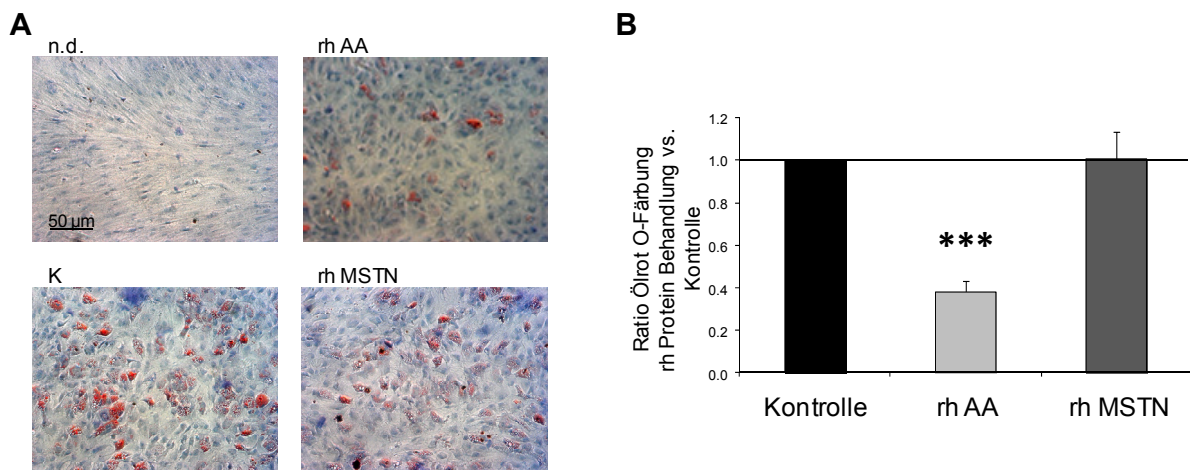 A
n.d.
rh AA
50 µm
K
rh MSTN
B
Ratio Ölrot O-Färbung
rh Protein Behandlung vs.
Kontrolle
1.2
1.0
0.8
0.6
0.4
0.2
0.0
***
Kontrolle
rh AA
rh MSTN